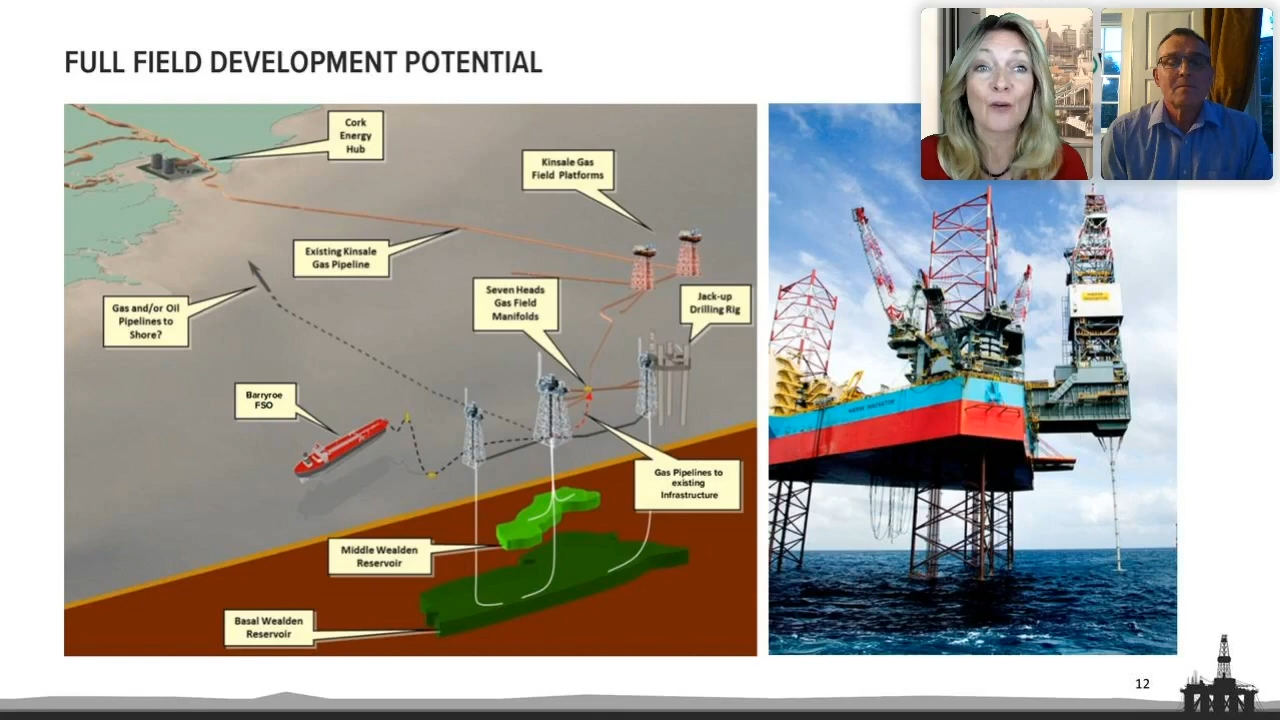 FULL FIELD DEVELOPMENT POTENTIAL
Cork
Energy
Hub
Kinsale Gas
Field Platforms
Existing Kinsale
Gas Pipeline
Seven Heads
Gas Field
Manifolds
Jack-up
Drilling Rig
Gas and/or Oil
Pipelines to
Shore?
Barryroe
FSO
Gas Pipelines to
existing
Infrastructure
Middle Wealden
Reservoir
Basal Wealden
Reservoir
12